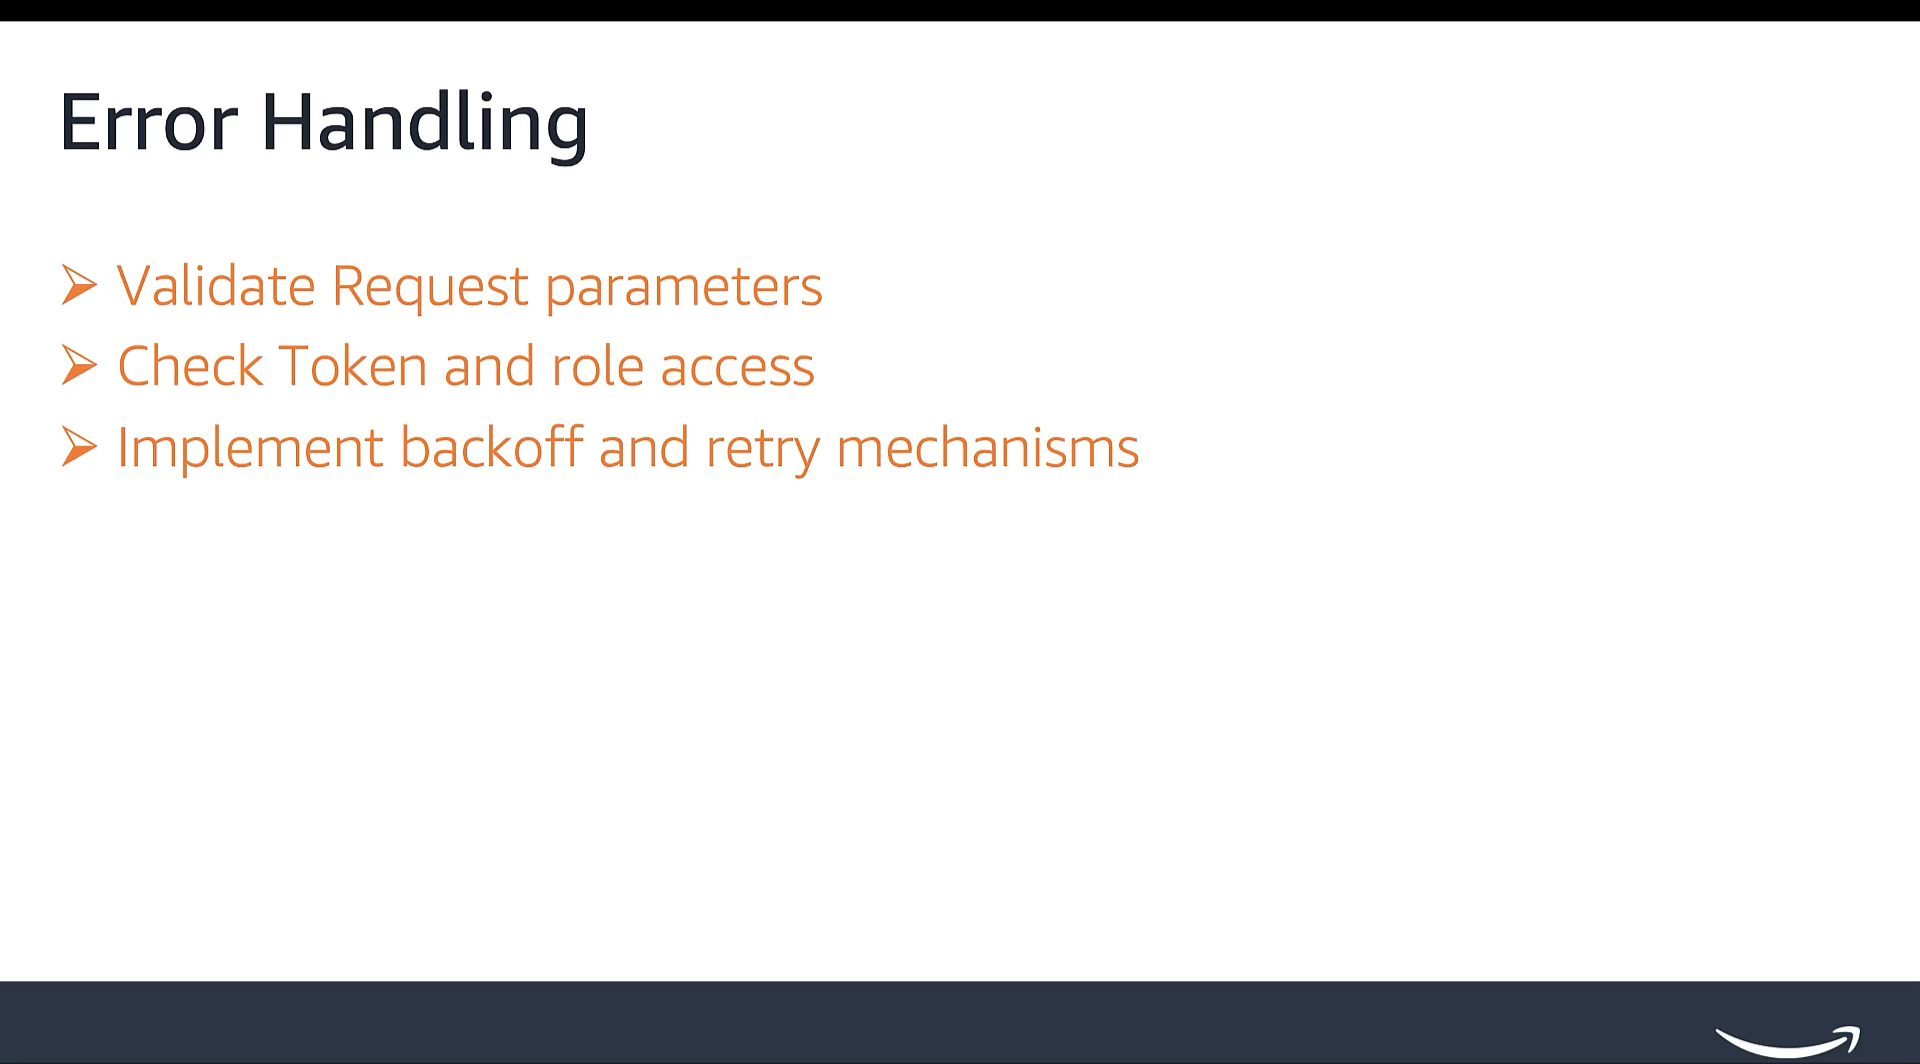 Error Handling
➢ Validate Request parameters
➢ Check Token and role access
➢ Implement backoff and retry mechanisms